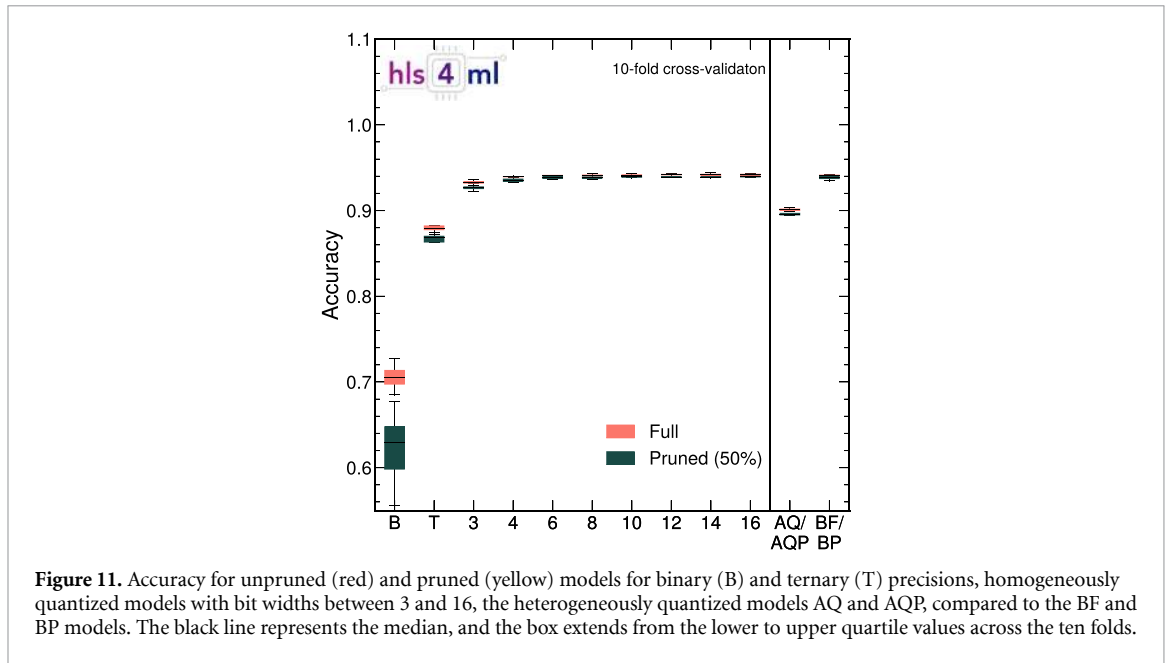 1.1
hls 4 ml
10-fold cross-validaton
1.0
0.9
0.8
0.7
0.6
Accuracy
Full
Pruned (50%)
B T 3 4 6 8 10 12 14 16 AQ/ BF/
AQP BP
Figure 11. Accuracy for unpruned (red) and pruned (yellow) models for binary (B) and ternary (T) precisions, homogeneously
quantized models with bit widths between 3 and 16, the heterogeneously quantized models AQ and AQP, compared to the BF and
BP models. The black line represents the median, and the box extends from the lower to upper quartile values across the ten folds.